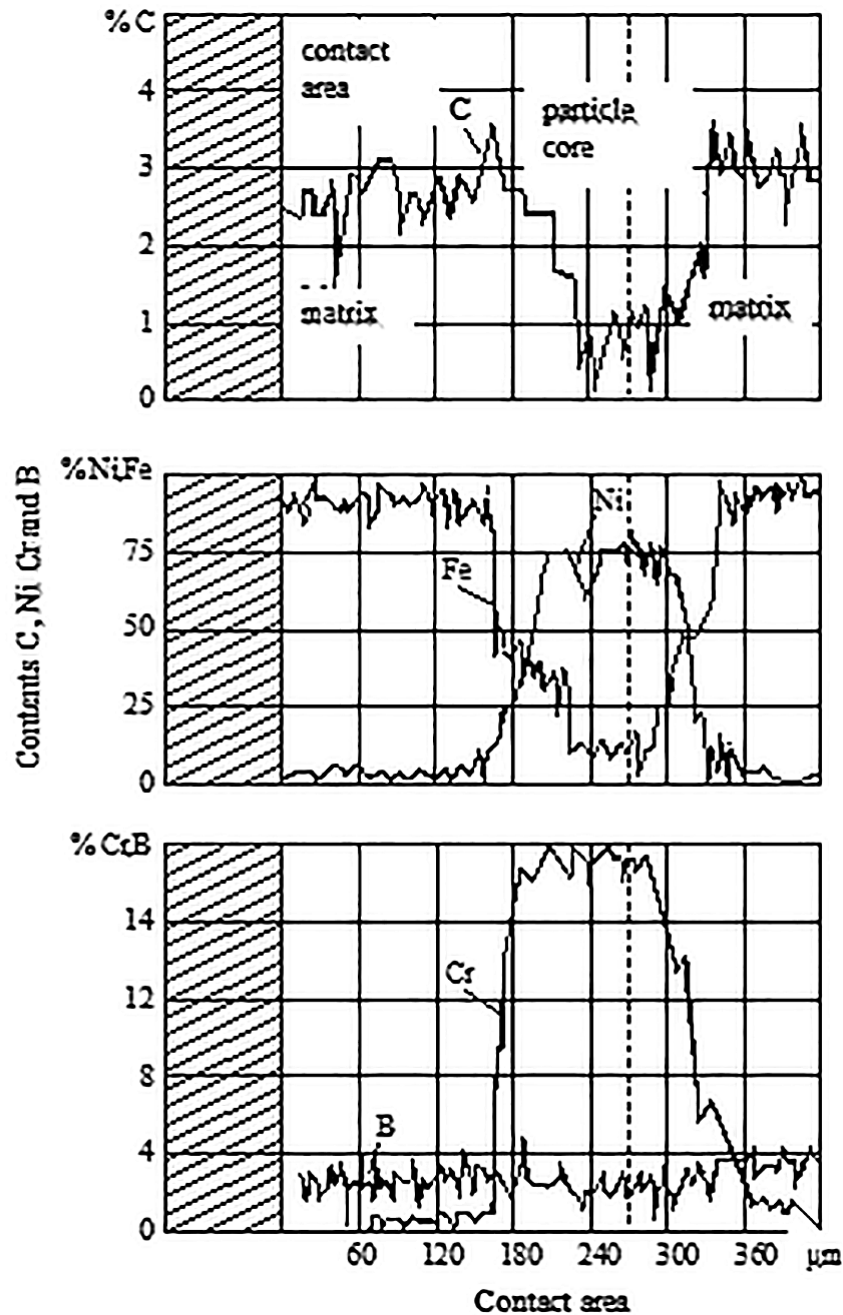 %C
contact
area
4
C
particle
core
3
2
matrix
matrix
1
0
Contents C, Ni Cr and B
%Ni,Fe
Ni
75
Fe
50
25
0
%Cr,B
14
Cr
12
8
B
4
0
60 120 180 240 300 360 μm
Contact area